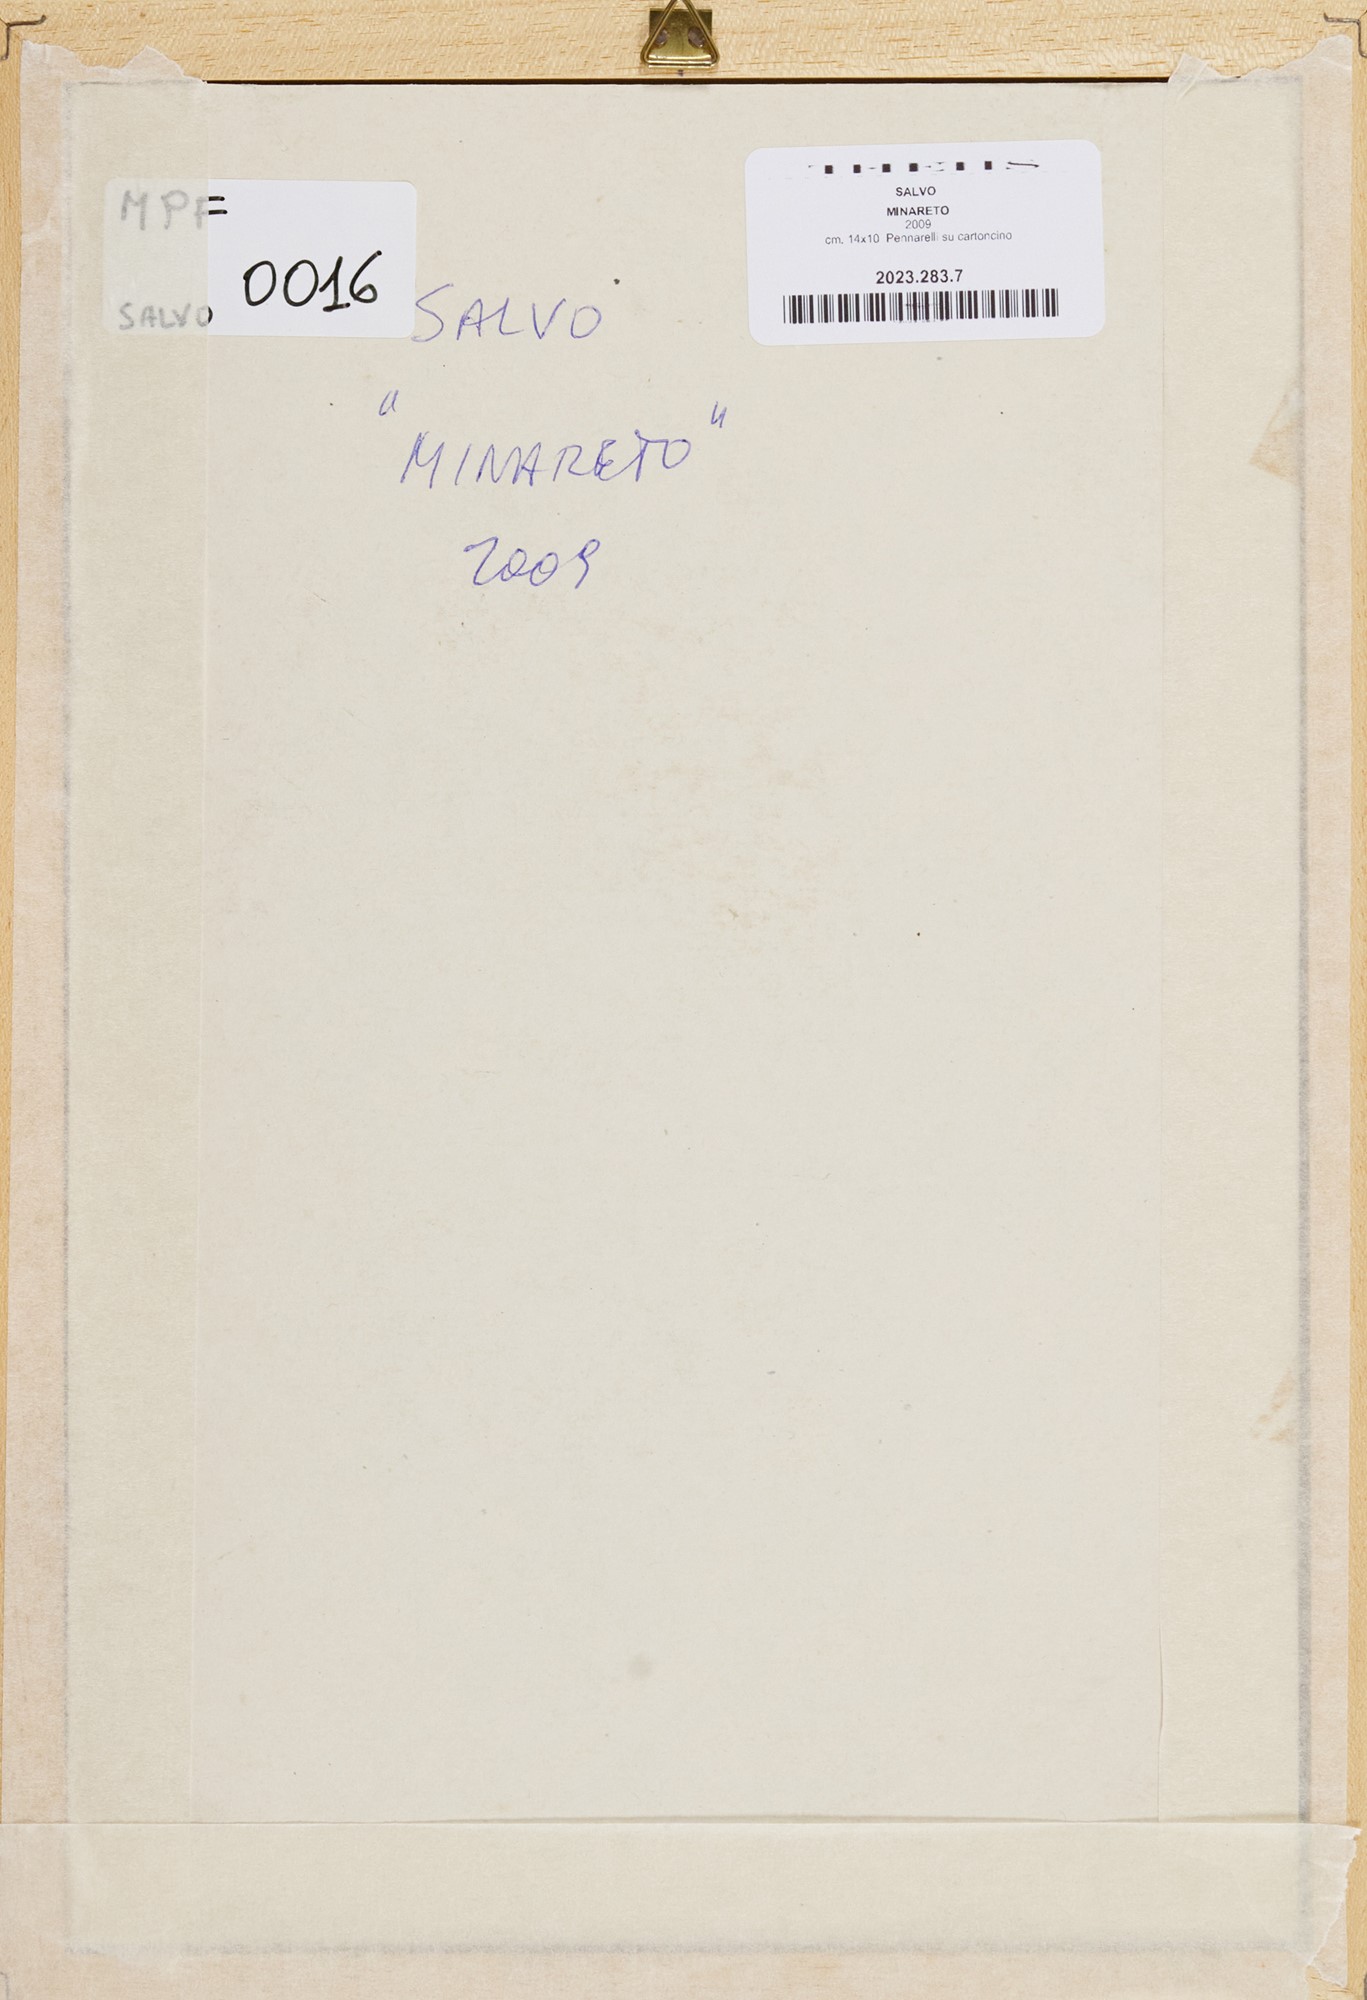 MPF
0016
SALVO
SALVO
MINARETO
2009
cm. 14x10 Pennarelli su cartoncino
2023.283.7
SALVO
"MINARETO"
2009